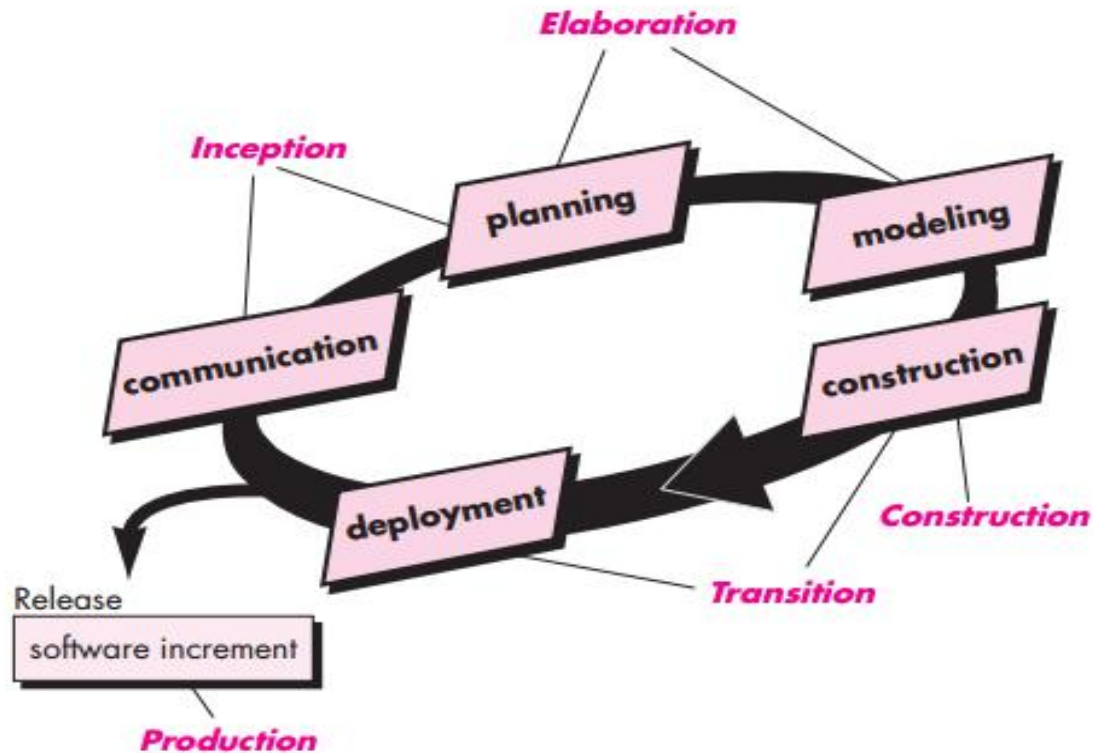 Elaboration
Inception
planning
modeling
communication
construction
deployment
Construction
Transition
Release
software increment
Production